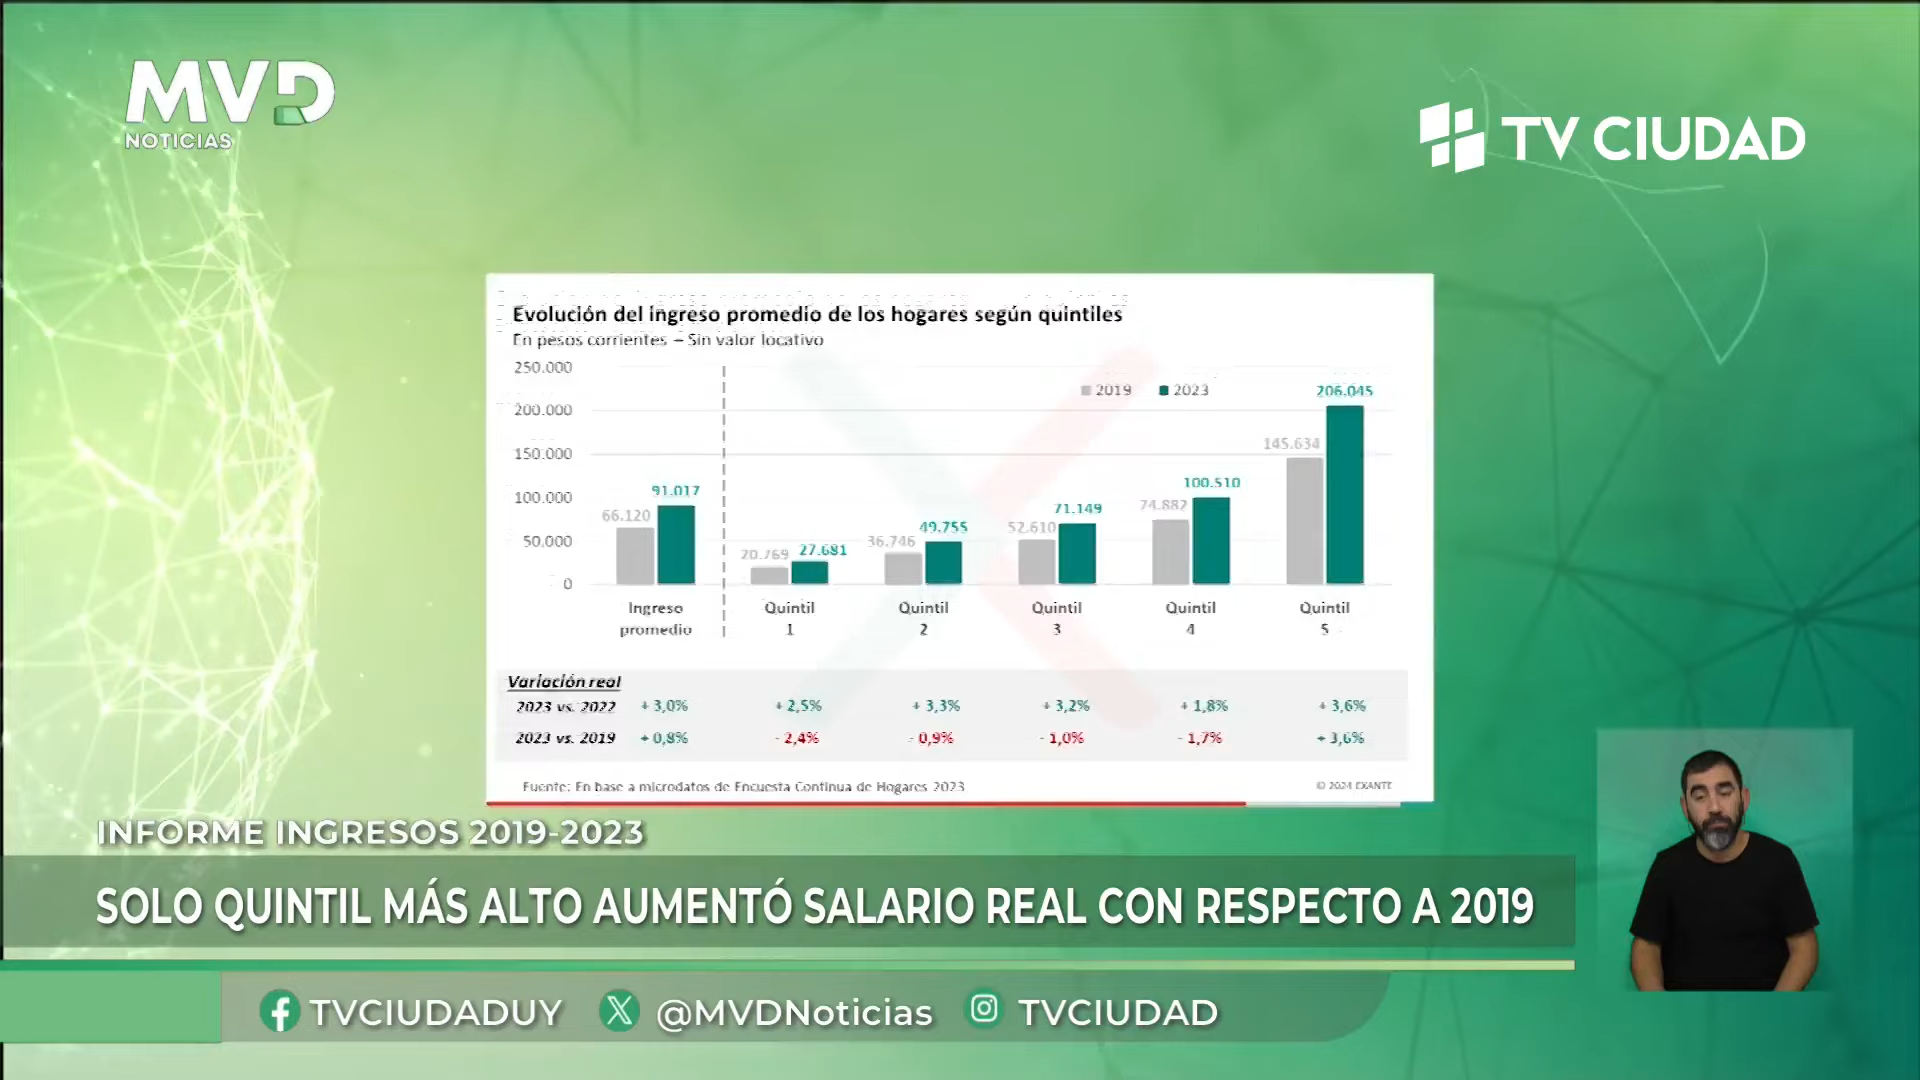 MVD
NOTICIAS
TV CIUDAD
Evolución del ingreso promedio de los hogares según quintiles
En pesos corrientes – Sin valor locativo
250.000
200.000
150.000
100.000
50.000
0
2019 2023
66.120 91.017
20.769 27.681
36.746 49.755
52.610 71.149
74.882 100.510
145.634 206.045
Ingreso promedio
Quintil 1
Quintil 2
Quintil 3
Quintil 4
Quintil 5
Variación real
2023 vs. 2022 + 3,0% + 2,5% + 3,3% + 3,2% + 1,8% + 3,6%
2023 vs. 2019 + 0,8% - 2,4% - 0,9% - 1,0% - 1,7% + 3,6%
Fuente: En base a microdatos de Encuesta Continua de Hogares 2023
© 2024 EXANTE
INFORME INGRESOS 2019-2023
SOLO QUINTIL MÁS ALTO AUMENTÓ SALARIO REAL CON RESPECTO A 2019
TVCIUDADUY @MVDNoticias TVCIUDAD